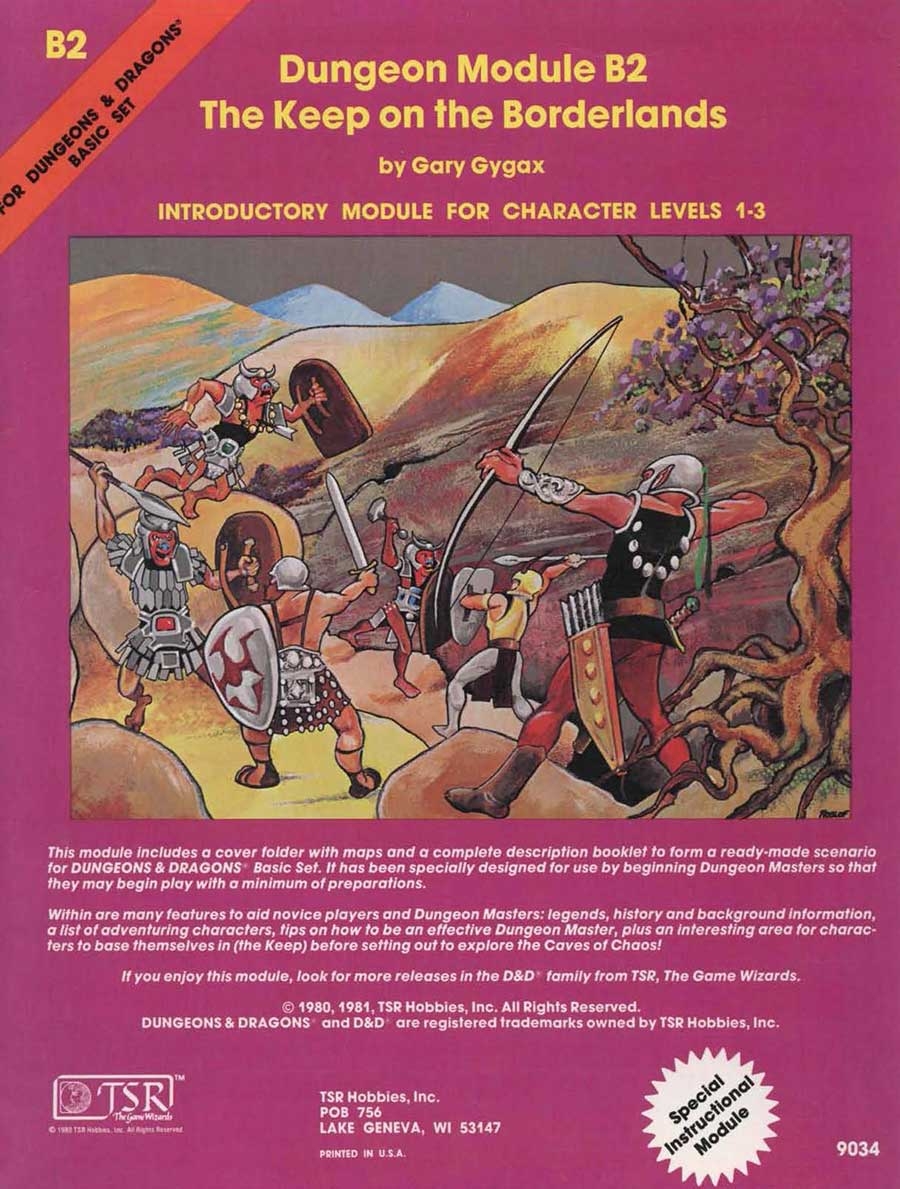 B2
FOR DUNGEONS & DRAGONS®
BASIC SET
Dungeon Module B2
The Keep on the Borderlands
by Gary Gygax
INTRODUCTORY MODULE FOR CHARACTER LEVELS 1-3
ROSLOF
This module includes a cover folder with maps and a complete description booklet to form a ready-made scenario
for DUNGEONS & DRAGONS® Basic Set. It has been specially designed for use by beginning Dungeon Masters so that
they may begin play with a minimum of preparations.
Within are many features to aid novice players and Dungeon Masters: legends, history and background information,
a list of adventuring characters, tips on how to be an effective Dungeon Master, plus an interesting area for charac-
ters to base themselves in (the Keep) before setting out to explore the Caves of Chaos!
If you enjoy this module, look for more releases in the D&D® family from TSR, The Game Wizards.
© 1980, 1981, TSR Hobbies, Inc. All Rights Reserved.
DUNGEONS & DRAGONS® and D&D® are registered trademarks owned by TSR Hobbies, Inc.
TSR™
The Game Wizards
© 1980 TSR Hobbies, Inc. All Rights Reserved
TSR Hobbies, Inc.
POB 756
LAKE GENEVA, WI 53147
PRINTED IN U.S.A.
Special
Instructional
Module
9034